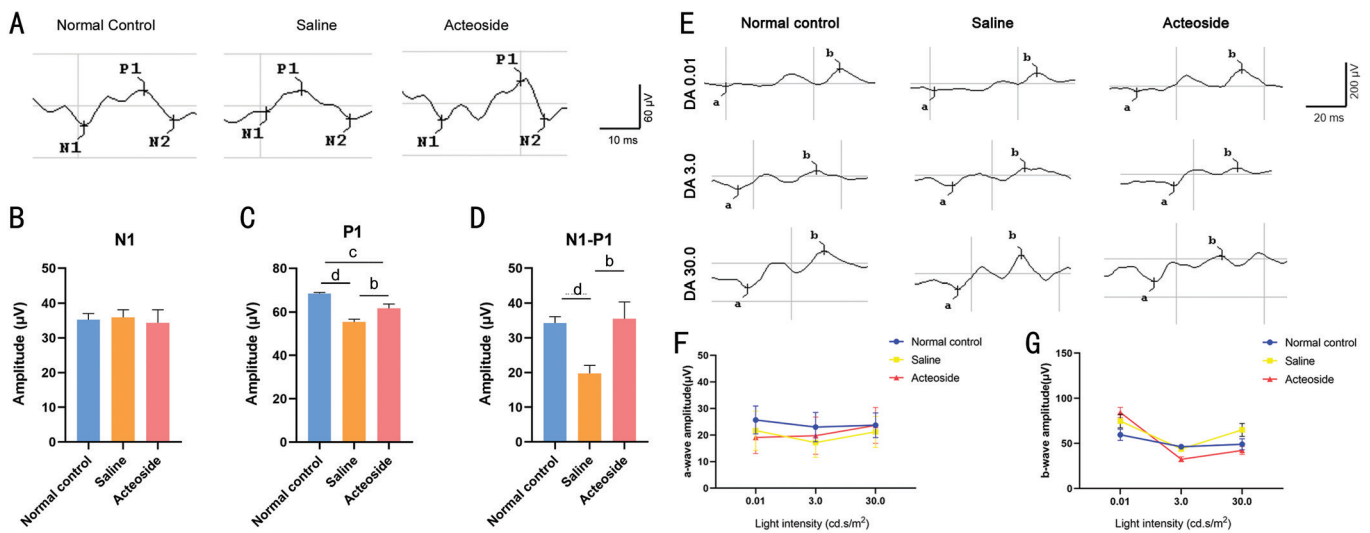 A
Normal Control
Saline
Acteoside
P1
N1
N2
P1
N1
N2
P1
N1
N2
60 μV
10 ms
B
N1
Amplitude (μV)
50
40
30
20
10
0
Normal control
Saline
Acteoside
C
P1
Amplitude (μV)
80
60
40
20
0
c
d
b
Normal control
Saline
Acteoside
D
N1-P1
Amplitude (μV)
50
40
30
20
10
0
b
d
Normal control
Saline
Acteoside
E
Normal control
Saline
Acteoside
DA 0.01
a
b
a
b
a
b
200 μV
20 ms
DA 3.0
a
b
a
b
a
b
DA 30.0
a
b
a
b
a
b
F
a-wave amplitude(μV)
50
40
30
20
10
0
0.01
3.0
30.0
Light intensity (cd.s/m²)
Normal control
Saline
Acteoside
G
b-wave amplitude(μV)
150
100
50
0
0.01
3.0
30.0
Light intensity (cd.s/m²)
Normal control
Saline
Acteoside